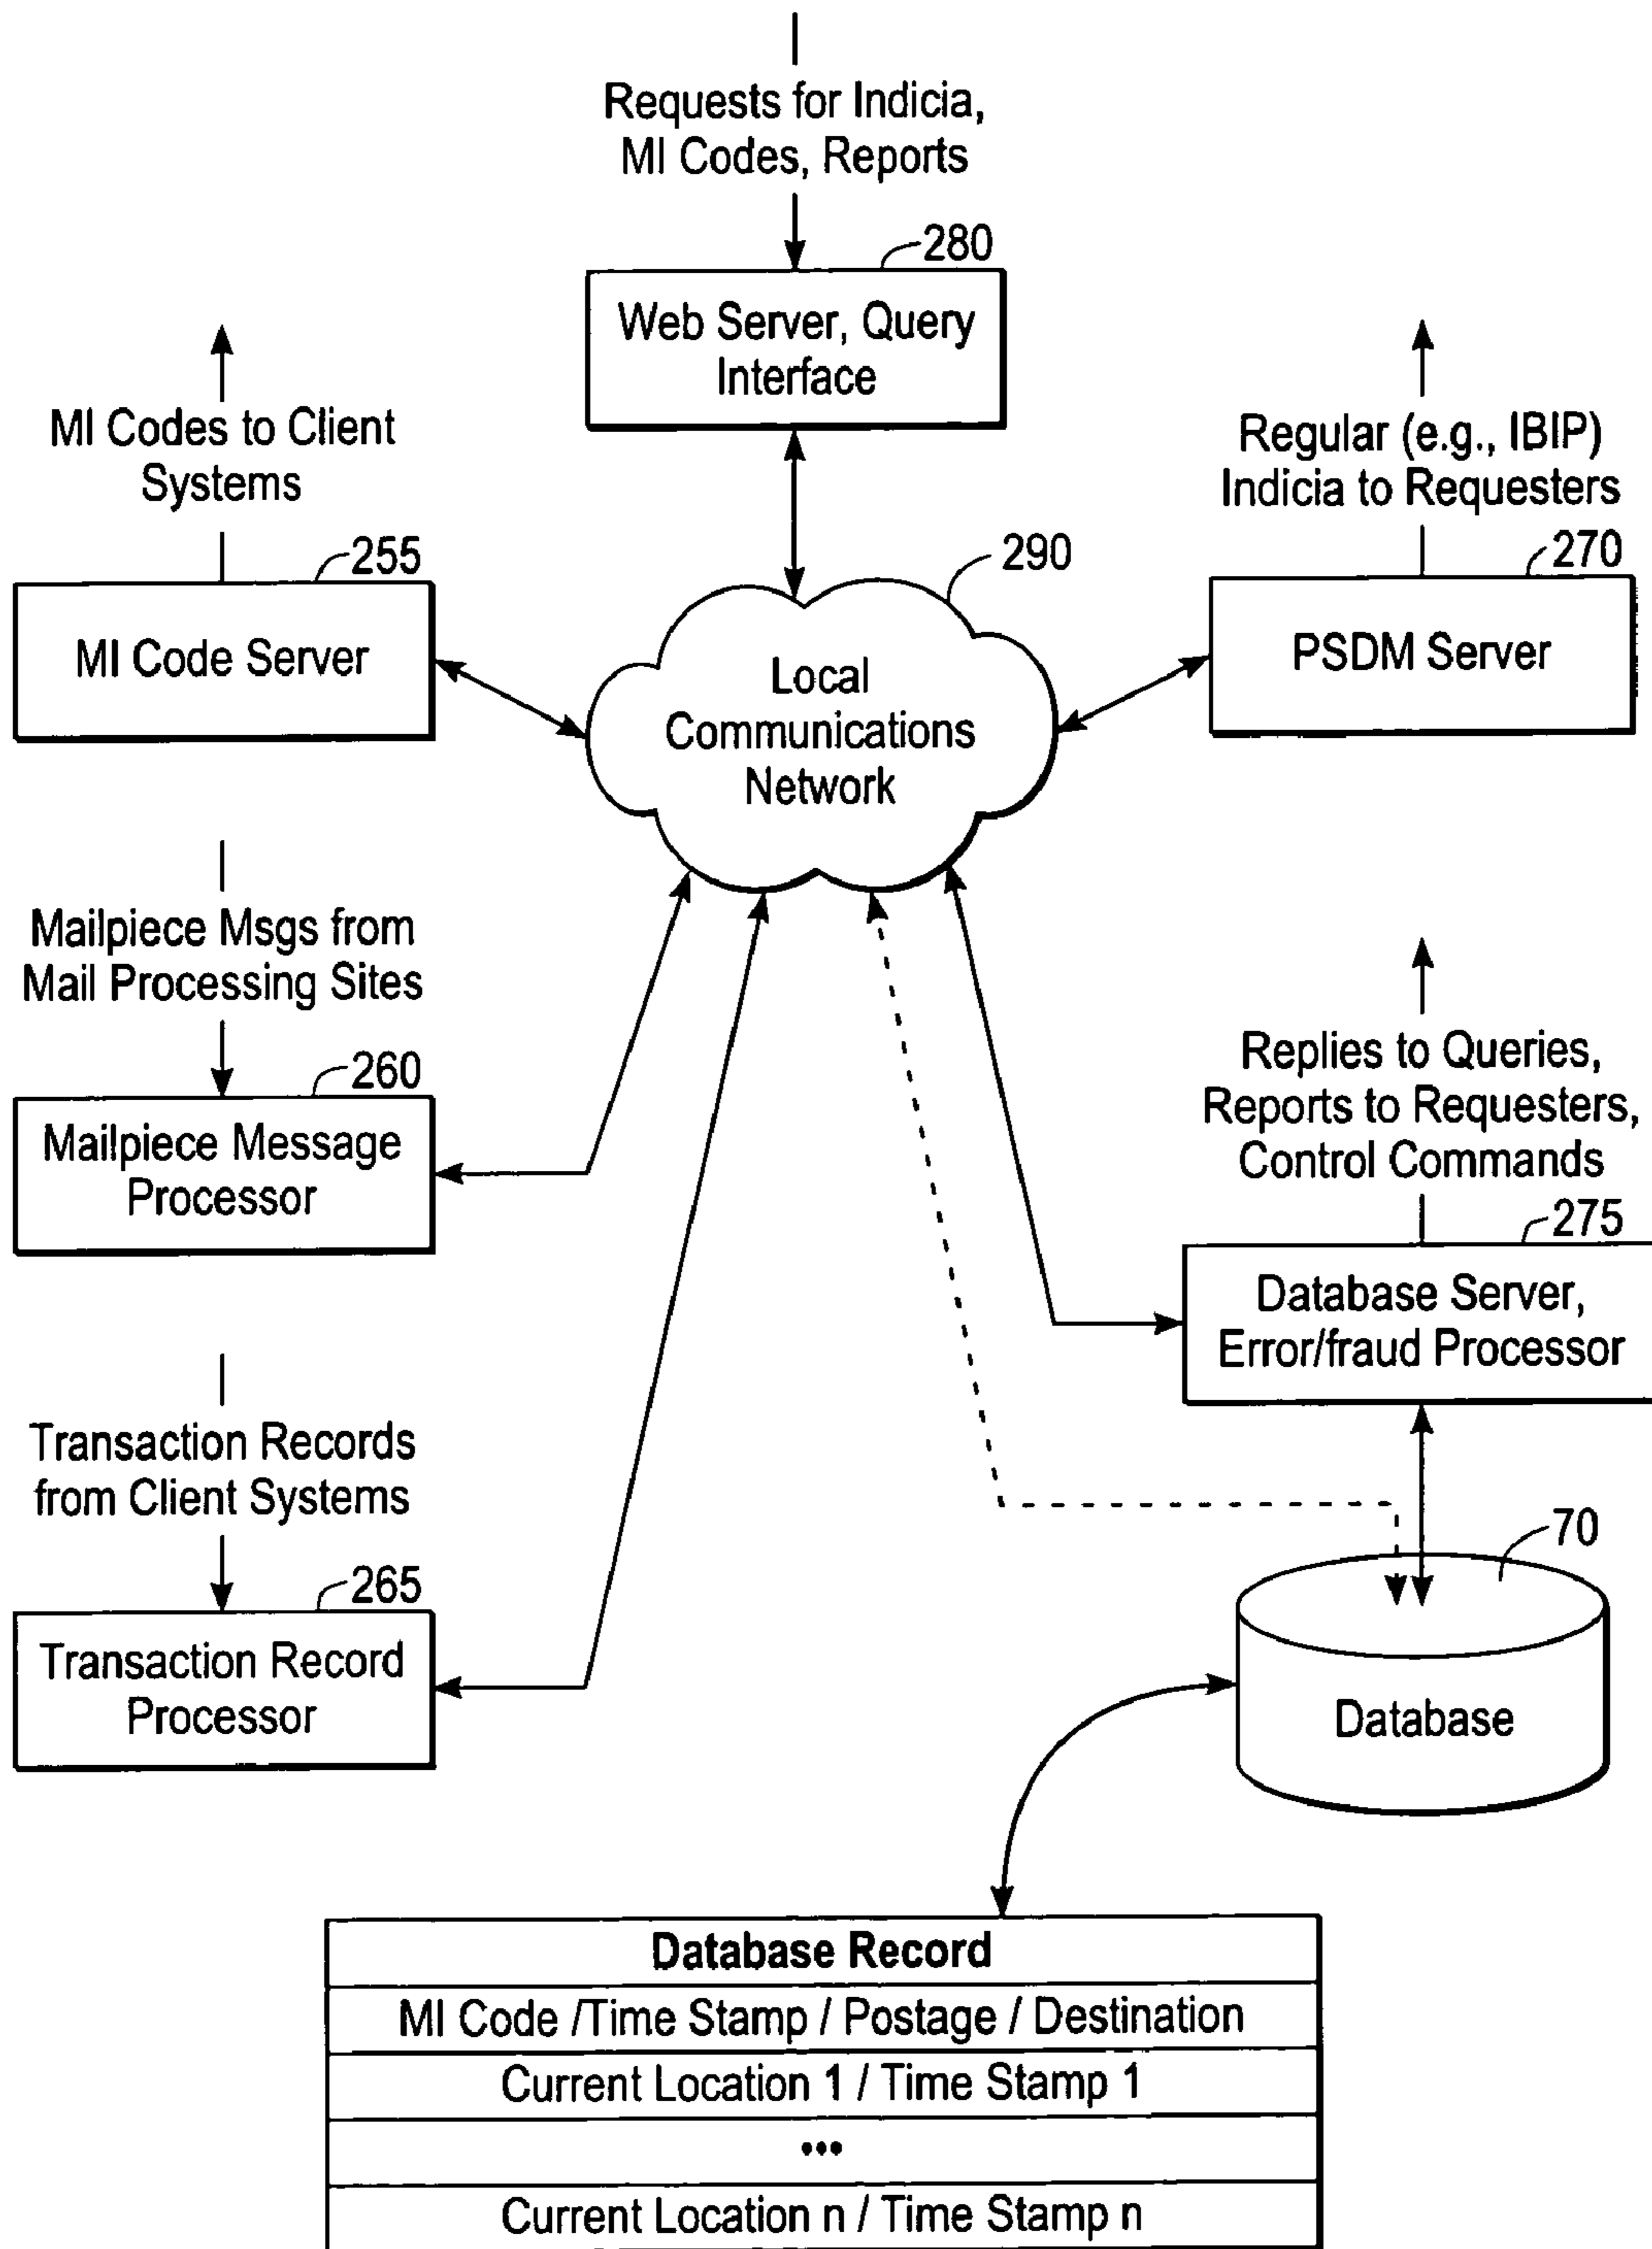 Requests for Indicia,
MI Codes, Reports
280
Web Server, Query
Interface
MI Codes to Client
Systems
255
MI Code Server
Regular (e.g., IBIP)
Indicia to Requesters
270
PSDM Server
290
Local
Communications
Network
Mailpiece Msgs from
Mail Processing Sites
260
Mailpiece Message
Processor
Replies to Queries,
Reports to Requesters,
Control Commands
275
Database Server,
Error/fraud Processor
Transaction Records
from Client Systems
265
Transaction Record
Processor
70
Database
Database Record
MI Code /Time Stamp / Postage / Destination
Current Location 1 / Time Stamp 1
•••
Current Location n / Time Stamp n